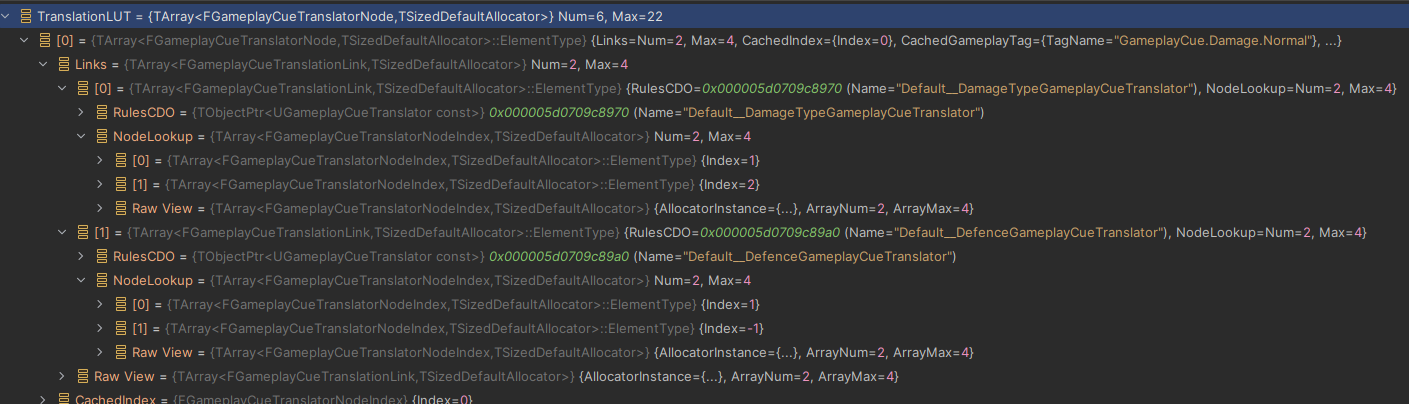 TranslationLUT = {TArray<FGameplayCueTranslatorNode,TSizedDefaultAllocator>} Num=6, Max=22
[0] = {TArray<FGameplayCueTranslatorNode,TSizedDefaultAllocator>::ElementType} {Links=Num=2, Max=4, CachedIndex={Index=0}, CachedGameplayTag={TagName="GameplayCue.Damage.Normal"}, ...}
Links = {TArray<FGameplayCueTranslationLink,TSizedDefaultAllocator>} Num=2, Max=4
[0] = {TArray<FGameplayCueTranslationLink,TSizedDefaultAllocator>::ElementType} {RulesCDO=0x000005d0709c8970 (Name="Default__DamageTypeGameplayCueTranslator"), NodeLookup=Num=2, Max=4}
RulesCDO = {TObjectPtr<UGameplayCueTranslator const>} 0x000005d0709c8970 (Name="Default__DamageTypeGameplayCueTranslator")
NodeLookup = {TArray<FGameplayCueTranslatorNodeIndex,TSizedDefaultAllocator>} Num=2, Max=4
[0] = {TArray<FGameplayCueTranslatorNodeIndex,TSizedDefaultAllocator>::ElementType} {Index=1}
[1] = {TArray<FGameplayCueTranslatorNodeIndex,TSizedDefaultAllocator>::ElementType} {Index=2}
Raw View = {TArray<FGameplayCueTranslatorNodeIndex,TSizedDefaultAllocator>} {AllocatorInstance={...}, ArrayNum=2, ArrayMax=4}
[1] = {TArray<FGameplayCueTranslationLink,TSizedDefaultAllocator>::ElementType} {RulesCDO=0x000005d0709c89a0 (Name="Default__DefenceGameplayCueTranslator"), NodeLookup=Num=2, Max=4}
RulesCDO = {TObjectPtr<UGameplayCueTranslator const>} 0x000005d0709c89a0 (Name="Default__DefenceGameplayCueTranslator")
NodeLookup = {TArray<FGameplayCueTranslatorNodeIndex,TSizedDefaultAllocator>} Num=2, Max=4
[0] = {TArray<FGameplayCueTranslatorNodeIndex,TSizedDefaultAllocator>::ElementType} {Index=1}
[1] = {TArray<FGameplayCueTranslatorNodeIndex,TSizedDefaultAllocator>::ElementType} {Index=-1}
Raw View = {TArray<FGameplayCueTranslatorNodeIndex,TSizedDefaultAllocator>} {AllocatorInstance={...}, ArrayNum=2, ArrayMax=4}
Raw View = {TArray<FGameplayCueTranslationLink,TSizedDefaultAllocator>} {AllocatorInstance={...}, ArrayNum=2, ArrayMax=4}
CachedIndex = {FGameplayCueTranslatorNodeIndex} {Index=0}